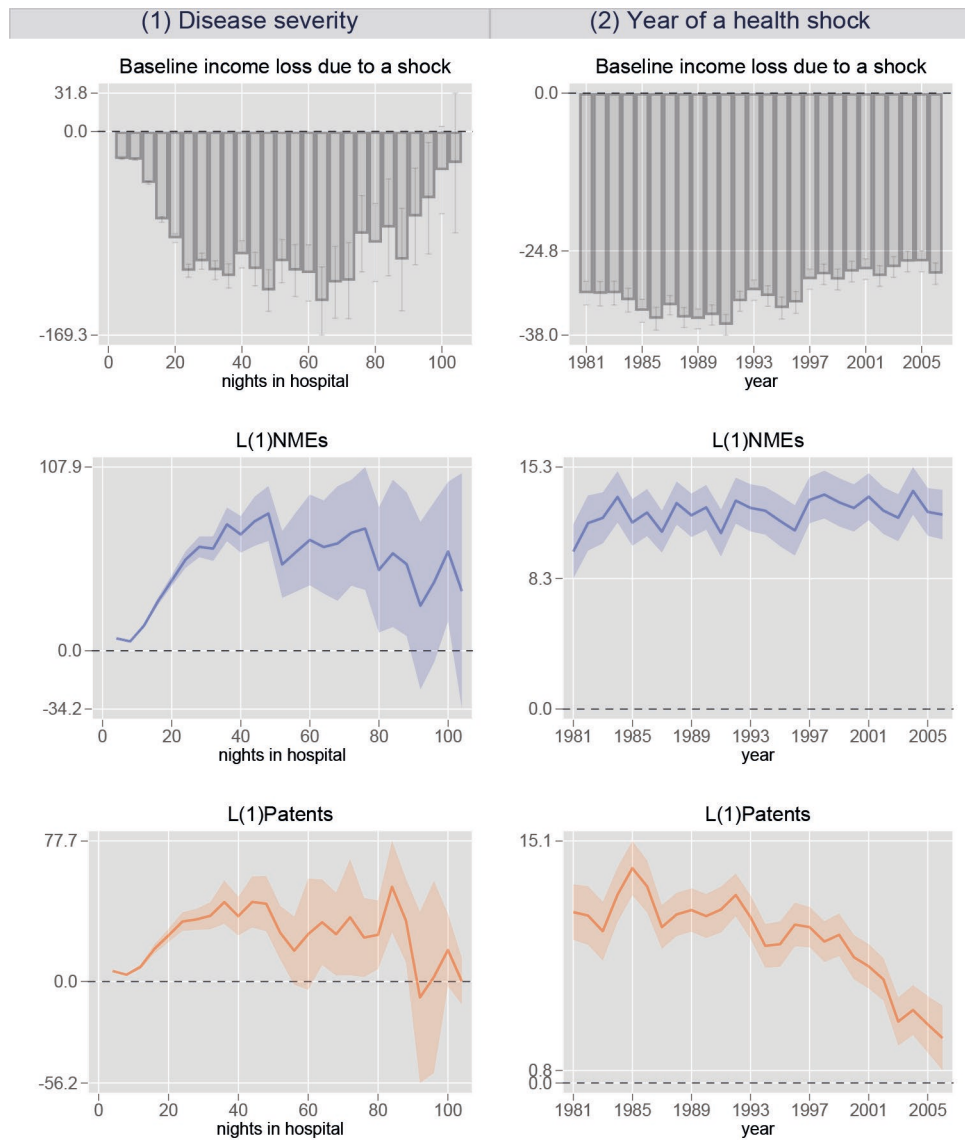 (1) Disease severity
(2) Year of a health shock
Baseline income loss due to a shock
31.8
0.0
-169.3
0 20 40 60 80 100
nights in hospital
Baseline income loss due to a shock
0.0
-24.8
-38.0
1981 1985 1989 1993 1997 2001 2005
year
L(1)NMEs
107.9
0.0
-34.2
0 20 40 60 80 100
nights in hospital
L(1)NMEs
15.3
8.3
0.0
1981 1985 1989 1993 1997 2001 2005
year
L(1)Patents
77.7
0.0
-56.2
0 20 40 60 80 100
nights in hospital
L(1)Patents
15.1
0.8
0.0
1981 1985 1989 1993 1997 2001 2005
year